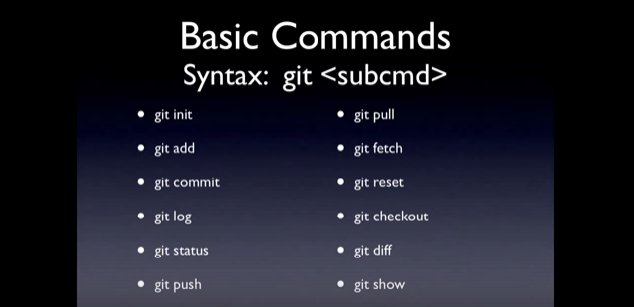 Basic Commands
Syntax: git <subcmd>
git init
git add
git commit
git log
git status
git push
git pull
git fetch
git reset
git checkout
git diff
git show